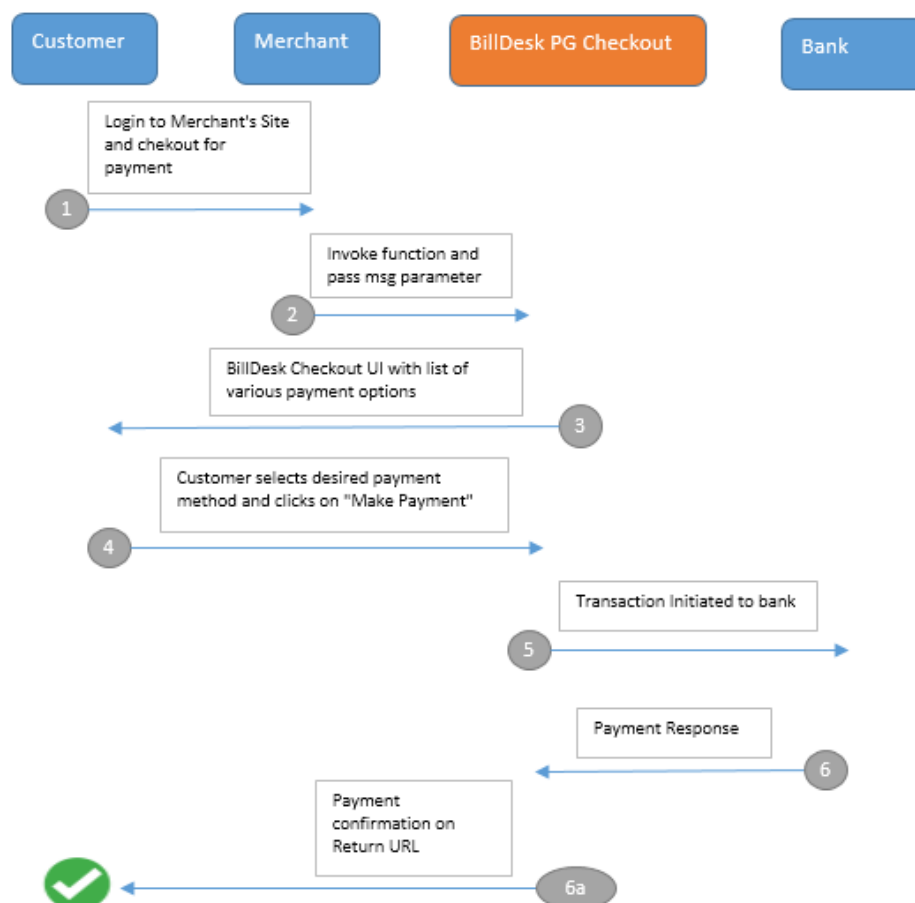 Customer
Merchant
BillDesk PG Checkout
Bank
Login to Merchant's Site
and chekout for
payment
1
Invoke function and
pass msg parameter
2
BillDesk Checkout UI with list of
various payment options
3
Customer selects desired payment
method and clicks on "Make Payment"
4
Transaction Initiated to bank
5
Payment Response
6
Payment
confirmation on
Return URL
6a